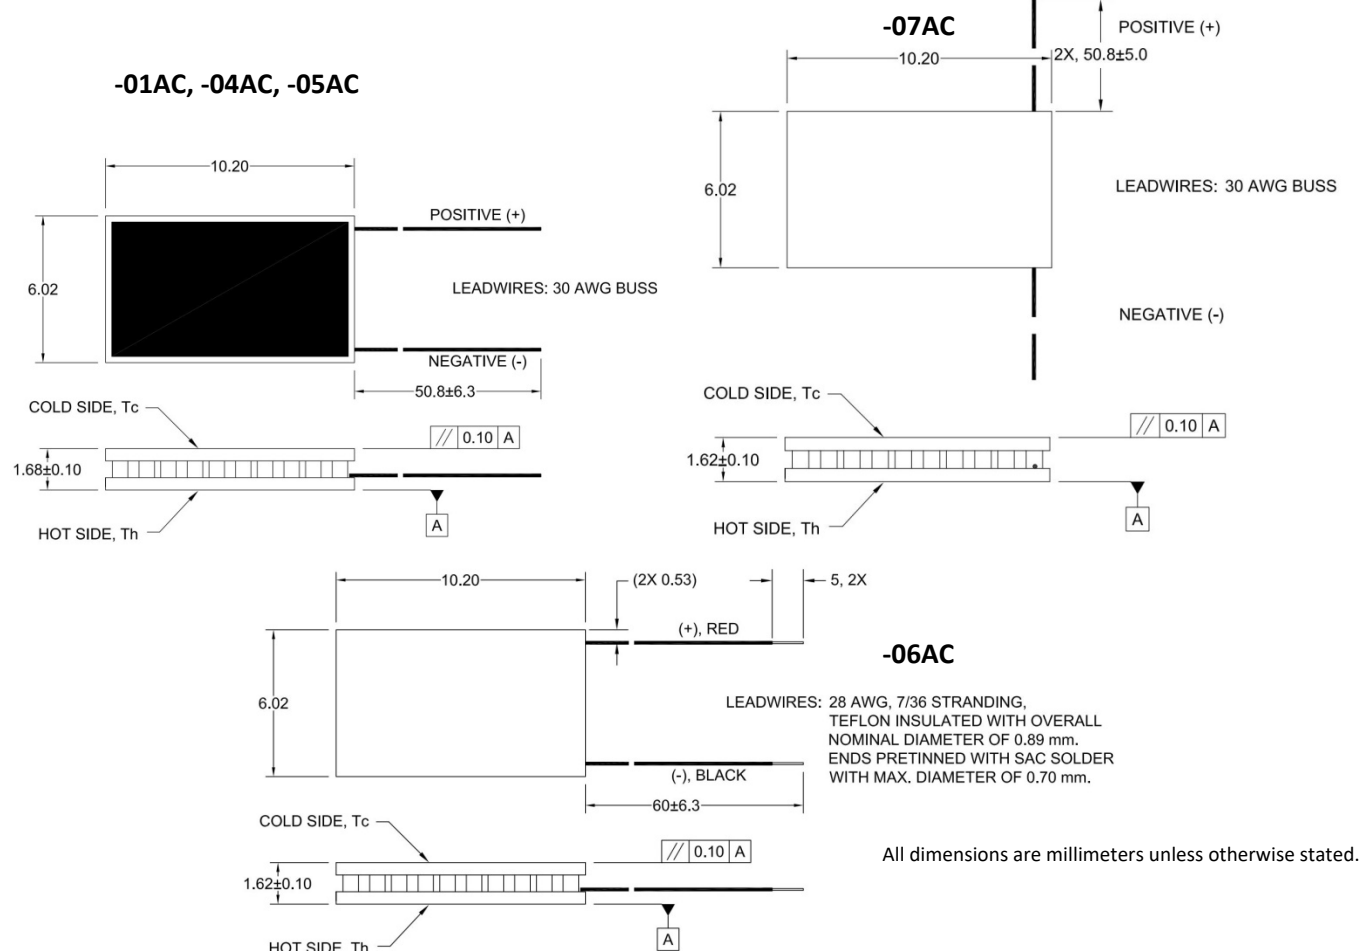 -01AC, -04AC, -05AC
10.20
6.02
POSITIVE (+)
LEADWIRES: 30 AWG BUSS
NEGATIVE (-)
50.8±6.3
COLD SIDE, Tc
// 0.10 A
1.68±0.10
HOT SIDE, Th
A
-07AC
POSITIVE (+)
10.20
2X, 50.8±5.0
6.02
LEADWIRES: 30 AWG BUSS
NEGATIVE (-)
COLD SIDE, Tc
// 0.10 A
1.62±0.10
HOT SIDE, Th
A
10.20
(2X 0.53)
5, 2X
(+), RED
-06AC
6.02
LEADWIRES: 28 AWG, 7/36 STRANDING,
TEFLON INSULATED WITH OVERALL
NOMINAL DIAMETER OF 0.89 mm.
ENDS PRETINNED WITH SAC SOLDER
WITH MAX. DIAMETER OF 0.70 mm.
(-), BLACK
60±6.3
COLD SIDE, Tc
// 0.10 A
1.62±0.10
HOT SIDE, Th
A
All dimensions are millimeters unless otherwise stated.